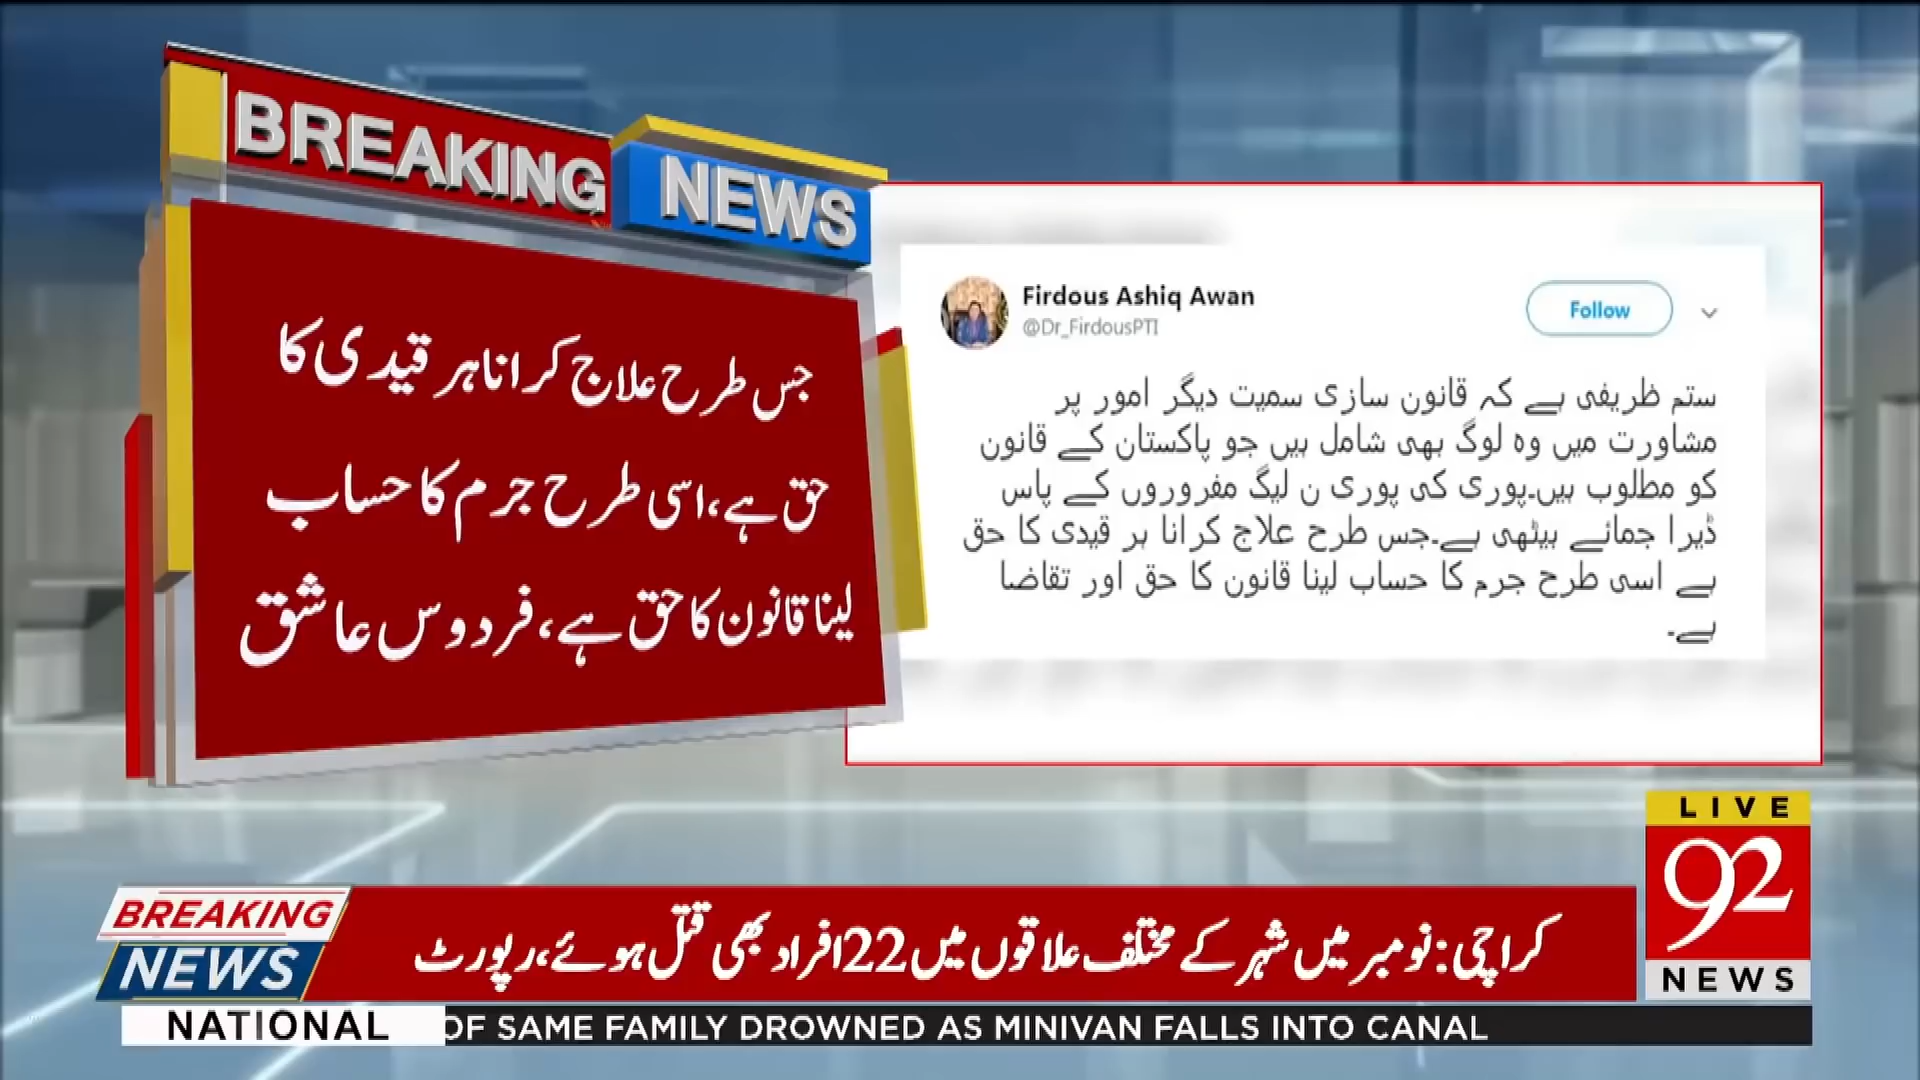 BREAKING NEWS
جس طرح علاج کرانا ہر قیدی کا
حق ہے، اسی طرح جرم کا حساب
لینا قانون کا حق ہے، فردوس عاشق
Firdous Ashiq Awan
@Dr_FirdousPTI
Follow
ستم ظریفی ہے کہ قانون سازی سمیت دیگر امور پر
مشاورت میں وہ لوگ بھی شامل ہیں جو پاکستان کے قانون
کو مطلوب ہیں۔پوری کی پوری ن لیگ مفروروں کے پاس
ڈیرا جمائے بیٹھی ہے۔جس طرح علاج کرانا ہر قیدی کا حق
ہے اسی طرح جرم کا حساب لینا قانون کا حق اور تقاضا
ہے۔
LIVE
92
NEWS
BREAKING
NEWS
کراچی: نومبر میں شہر کے مختلف علاقوں میں 22 افراد بھی قتل ہوئے، رپورٹ
NATIONAL
OF SAME FAMILY DROWNED AS MINIVAN FALLS INTO CANAL